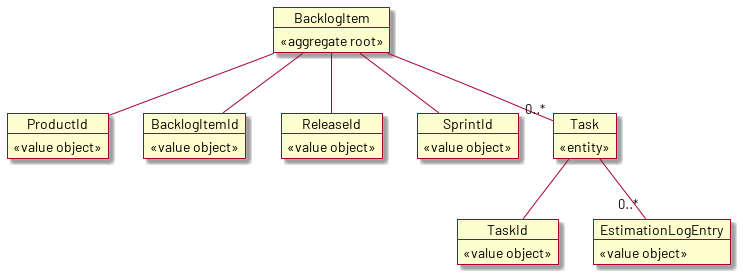 BacklogItem
«aggregate root»
0..*
ProductId
«value object»
BacklogItemId
«value object»
ReleaseId
«value object»
SprintId
«value object»
Task
«entity»
0..*
TaskId
«value object»
EstimationLogEntry
«value object»